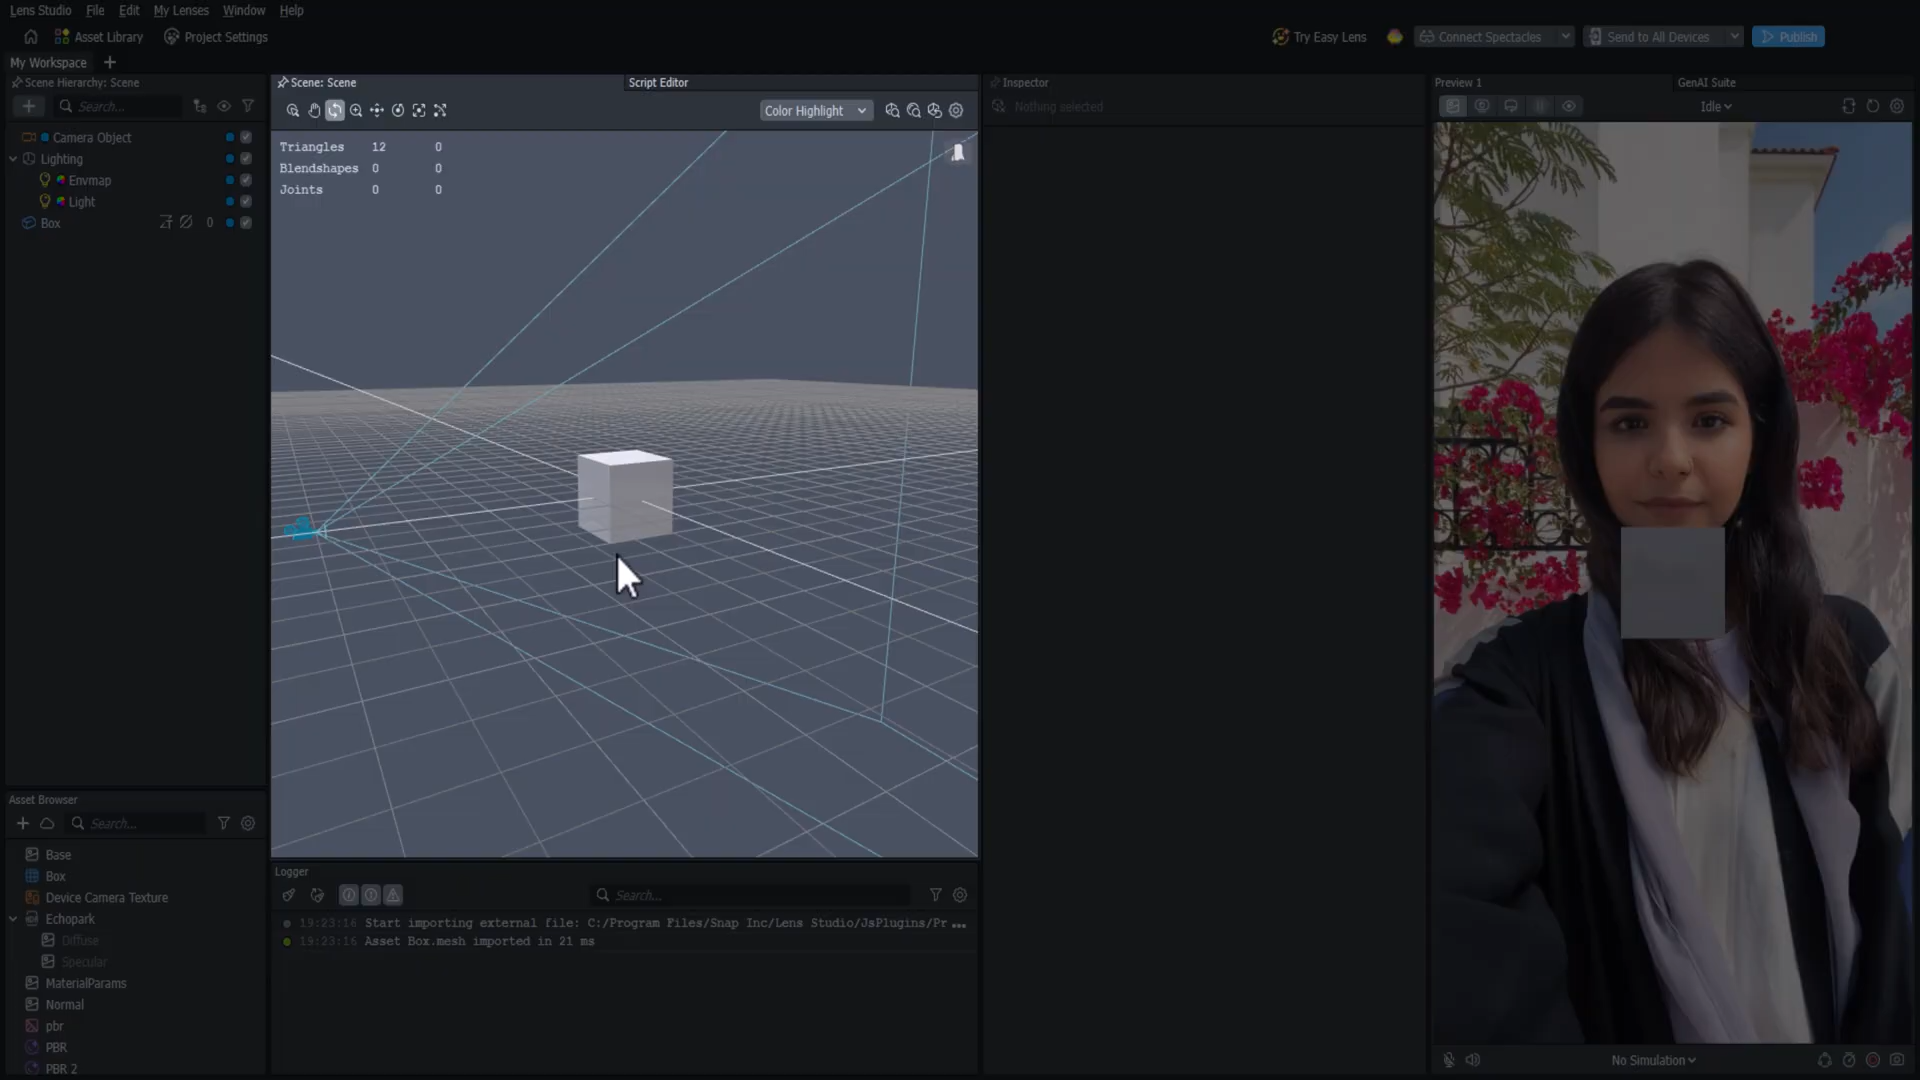 Lens Studio File Edit My Lenses Window Help
Asset Library Project Settings Try Easy Lens Connect Spectacles Send to All Devices Publish
My Workspace
Scene Hierarchy: Scene
Search...
Camera Object
Lighting
Envmap
Light
Box 0
Scene: Scene Script Editor
Color Highlight
Triangles 12 0
Blendshapes 0 0
Joints 0 0
Inspector
Nothing selected
Preview 1 GenAI Suite
Idle
Asset Browser
Search...
Base
Box
Device Camera Texture
Echopark
Diffuse
Specular
MaterialParams
Normal
pbr
PBR
PBR 2
Logger
Search...
19:23:16 Start importing external file: C:/Program Files/Snap Inc/Lens Studio/JsPlugins/Pr ...
19:23:16 Asset Box.mesh imported in 21 ms
No Simulation